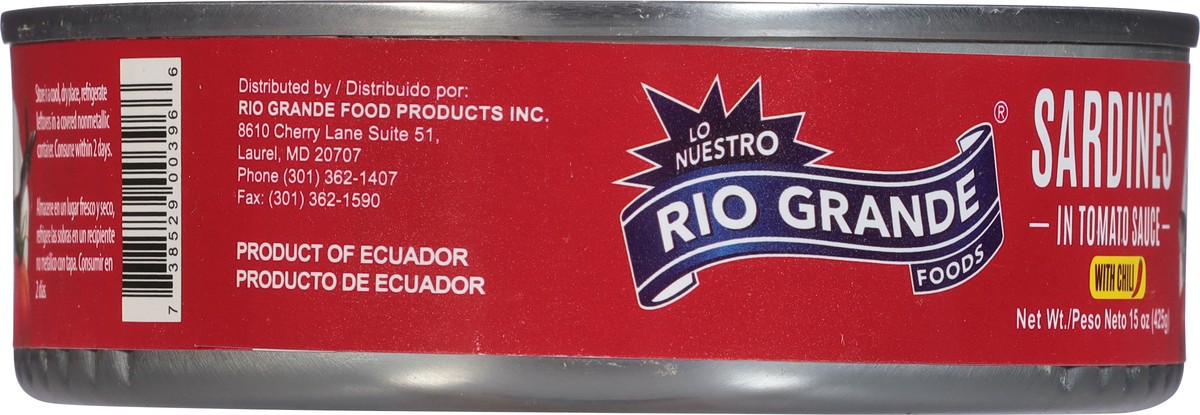 Store in a cool, dry place, refrigerate
leftovers in a covered nonmetallic
container. Consume within 2 days.
Almacene en un lugar fresco y seco,
refrigere las sobras en un recipiente
no metálico con tapa. Consumir en
2 días
7 38529 00396 6
Distributed by / Distribuido por:
RIO GRANDE FOOD PRODUCTS INC.
8610 Cherry Lane Suite 51,
Laurel, MD 20707
Phone (301) 362-1407
Fax: (301) 362-1590
PRODUCT OF ECUADOR
PRODUCTO DE ECUADOR
LO
NUESTRO
RIO GRANDE
FOODS
®
SARDINES
— IN TOMATO SAUCE —
WITH CHILI
Net Wt./Peso Neto 15 oz (425g)